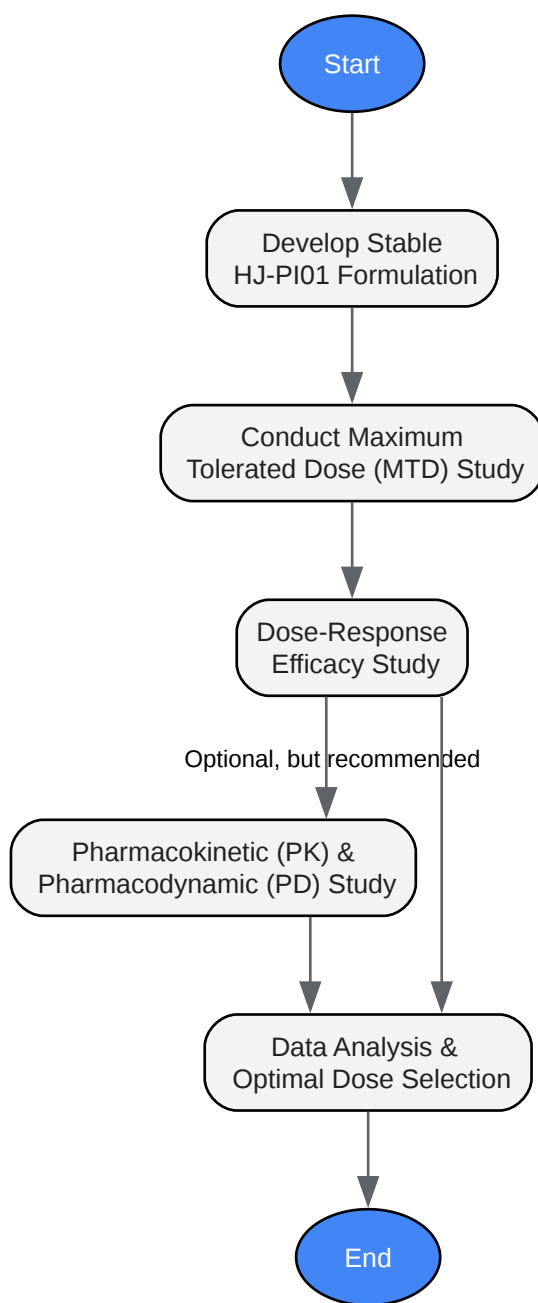 Start
Develop Stable
HJ-PI01 Formulation
Conduct Maximum
Tolerated Dose (MTD) Study
Dose-Response
Efficacy Study
Optional, but recommended
Pharmacokinetic (PK) &
Pharmacodynamic (PD) Study
Data Analysis &
Optimal Dose Selection
End